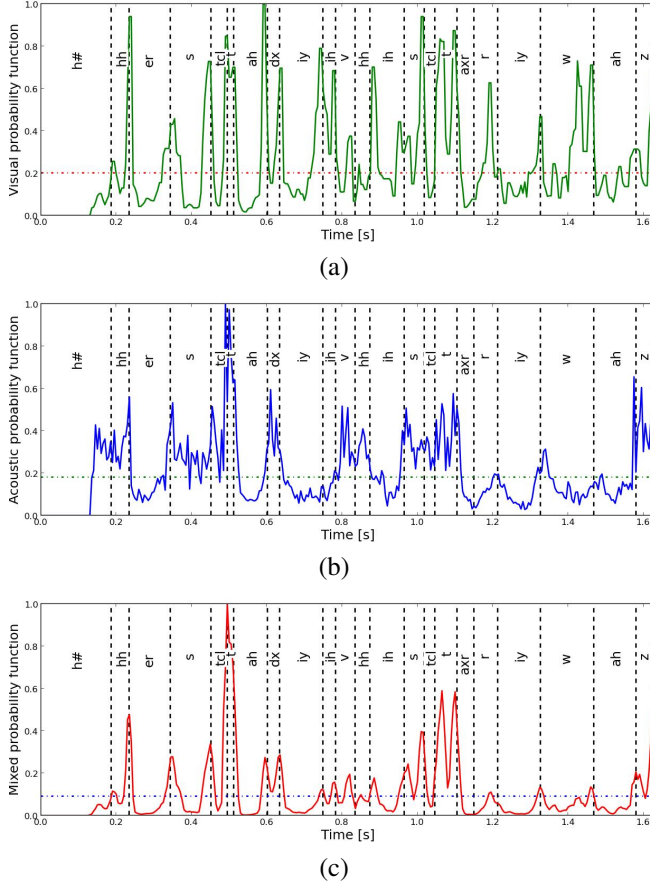 1.0
0.8
0.6
0.4
0.2
0.0
Visual probability function
h#
hh
er
s
tcl
t
ah
dx
iy
ih
v
hh
ih
s
tcl
t
axr
r
iy
w
ah
z
0.0 0.2 0.4 0.6 0.8 1.0 1.2 1.4 1.6
Time [s]
(a)
1.0
0.8
0.6
0.4
0.2
0.0
Acoustic probability function
h#
hh
er
s
tcl
t
ah
dx
iy
ih
v
hh
ih
s
tcl
t
axr
r
iy
w
ah
z
0.0 0.2 0.4 0.6 0.8 1.0 1.2 1.4 1.6
Time [s]
(b)
1.0
0.8
0.6
0.4
0.2
0.0
Mixed probability function
h#
hh
er
s
tcl
t
ah
dx
iy
ih
v
hh
ih
s
tcl
t
axr
r
iy
w
ah
z
0.0 0.2 0.4 0.6 0.8 1.0 1.2 1.4 1.6
Time [s]
(c)